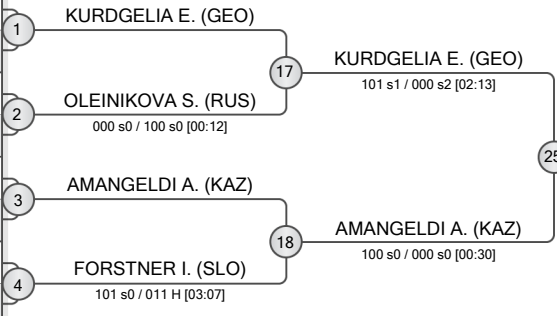 KURDGELIA E. (GEO)
1
17
KURDGELIA E. (GEO)
101 s1 / 000 s2 [02:13]
OLEINIKOVA S. (RUS)
2
000 s0 / 100 s0 [00:12]
25
AMANGELDI A. (KAZ)
3
18
AMANGELDI A. (KAZ)
100 s0 / 000 s0 [00:30]
FORSTNER I. (SLO)
4
101 s0 / 011 H [03:07]